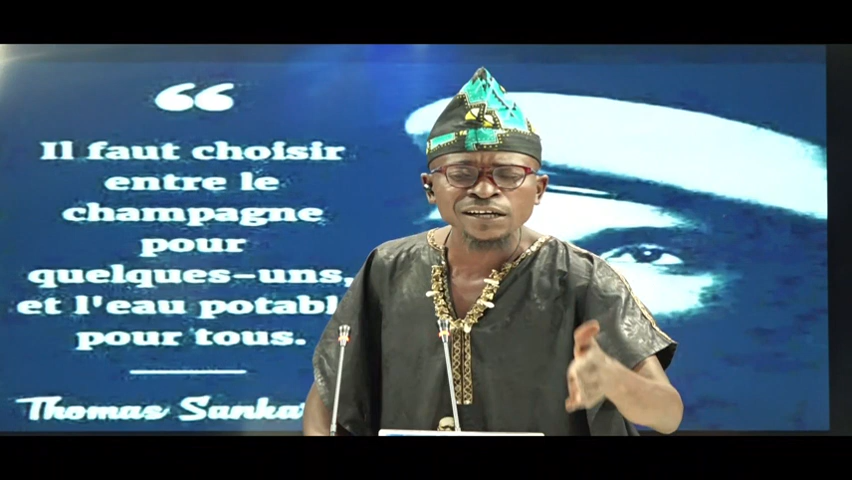 “
Il faut choisir
entre le
champagne
pour
quelques-uns,
et l'eau potabl
pour tous.
Thomas Sanka